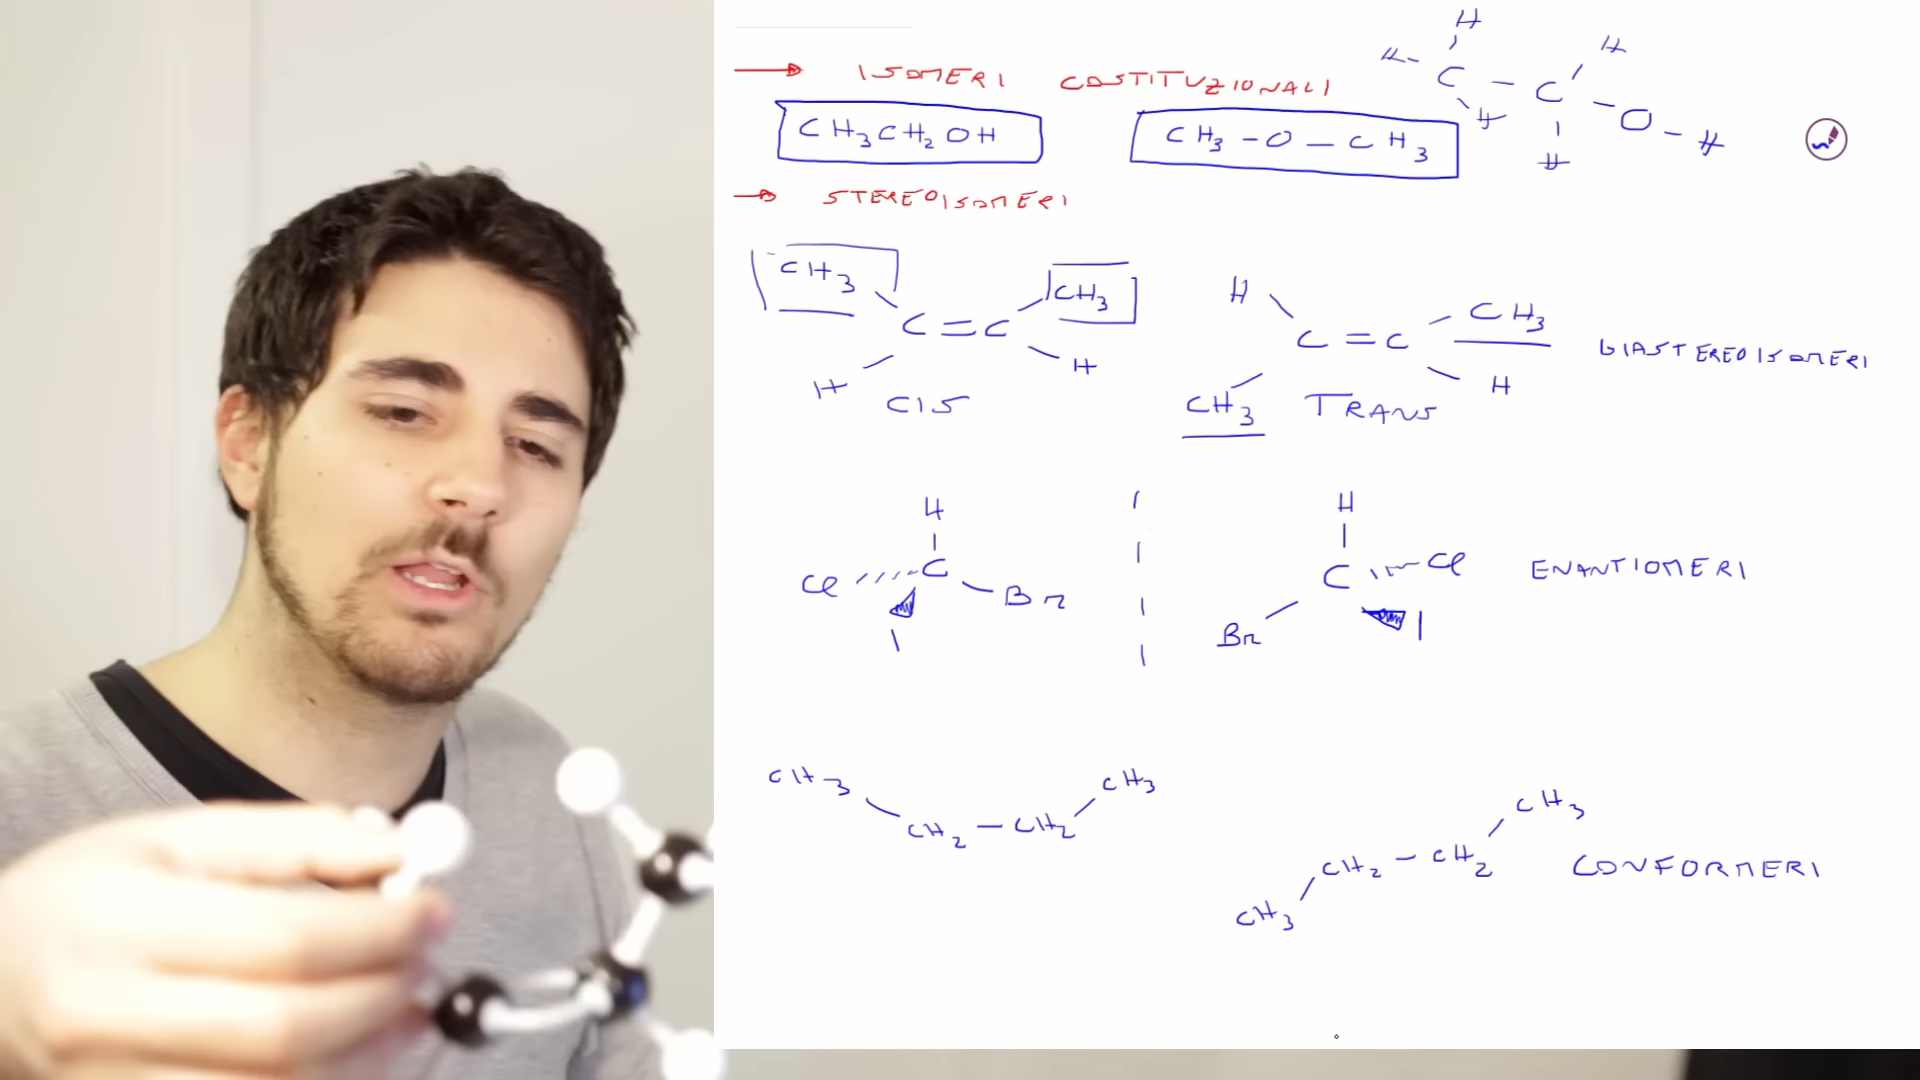 ISOMERI COSTITUZIONALI
H
H - C - C - O - H
H
H
H
CH3CH2OH
CH3 - O - CH3
STEREOISOMERI
CH3
CH3
C = C
H
H
CIS
H
CH3
C = C
CH3
H
TRANS
DIASTEREOISOMERI
H
Cl
C
Br
I
H
C
Cl
Br
I
ENANTIOMERI
CH3
CH2 - CH2
CH3
CH3
CH2 - CH2
CH3
CONFORMERI